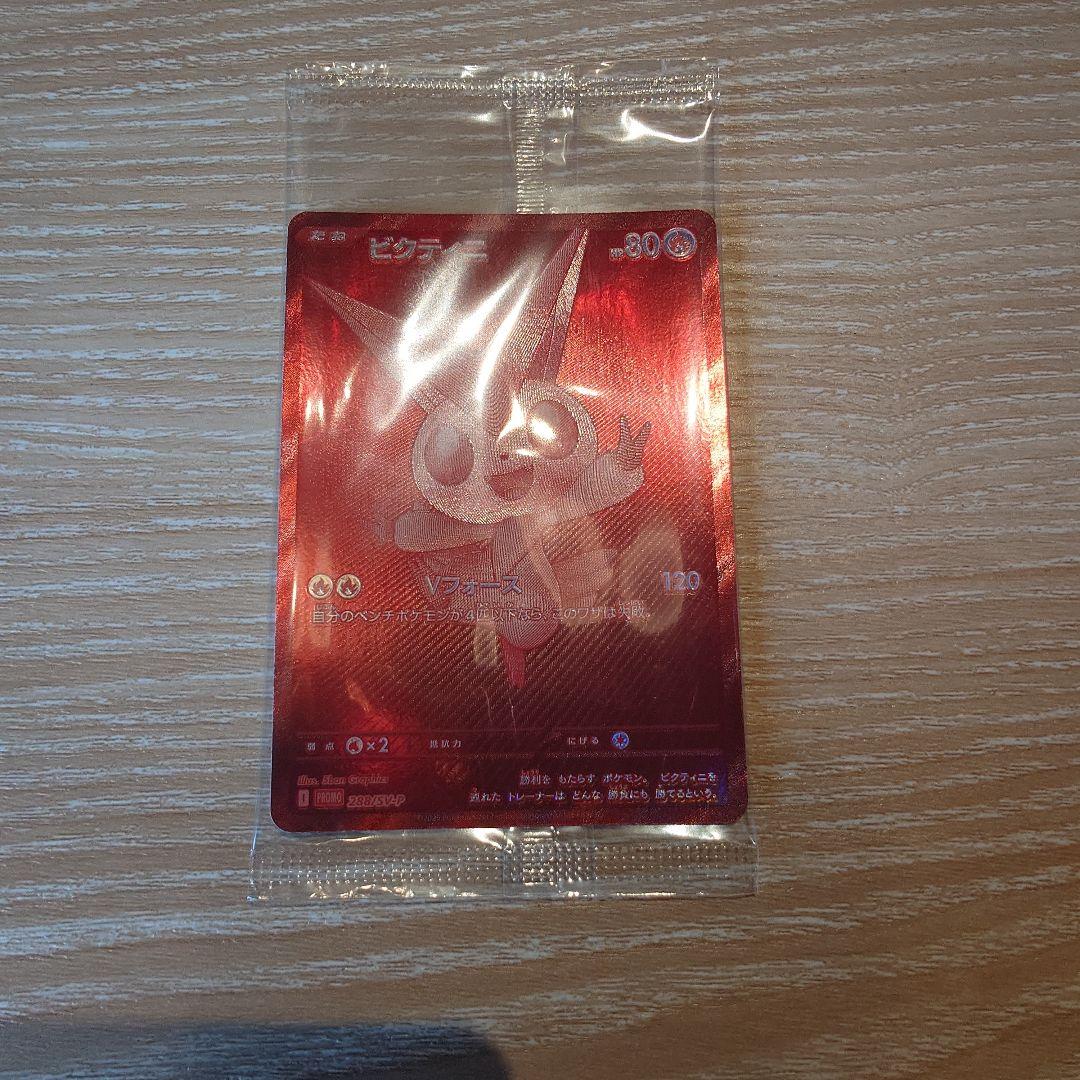 たね ビクティニ HP80
Vフォース 120
自分のベンチポケモンが4匹以下なら、このワザは失敗。
弱点 ×2 抵抗力 にげる
illus. 5ban Graphics
勝利を もたらす ポケモン。 ビクティニを
連れた トレーナーは どんな 勝負にも 勝てるという。
I PROMO 288/SV-P